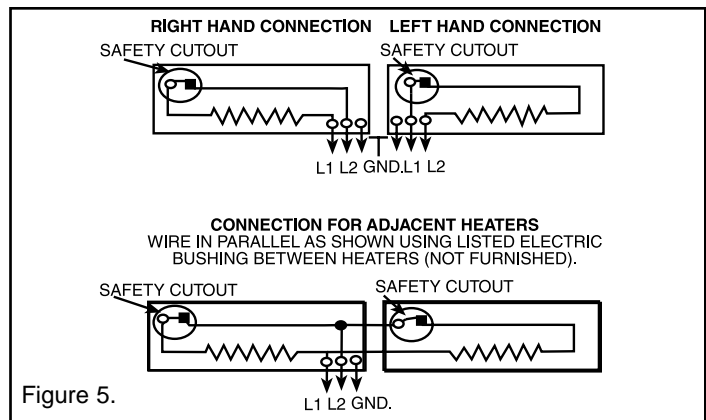 RIGHT HAND CONNECTION LEFT HAND CONNECTION
SAFETY CUTOUT SAFETY CUTOUT
L1 L2 GND. L1 L2
CONNECTION FOR ADJACENT HEATERS
WIRE IN PARALLEL AS SHOWN USING LISTED ELECTRIC
BUSHING BETWEEN HEATERS (NOT FURNISHED).
SAFETY CUTOUT SAFETY CUTOUT
L1 L2 GND.
Figure 5.